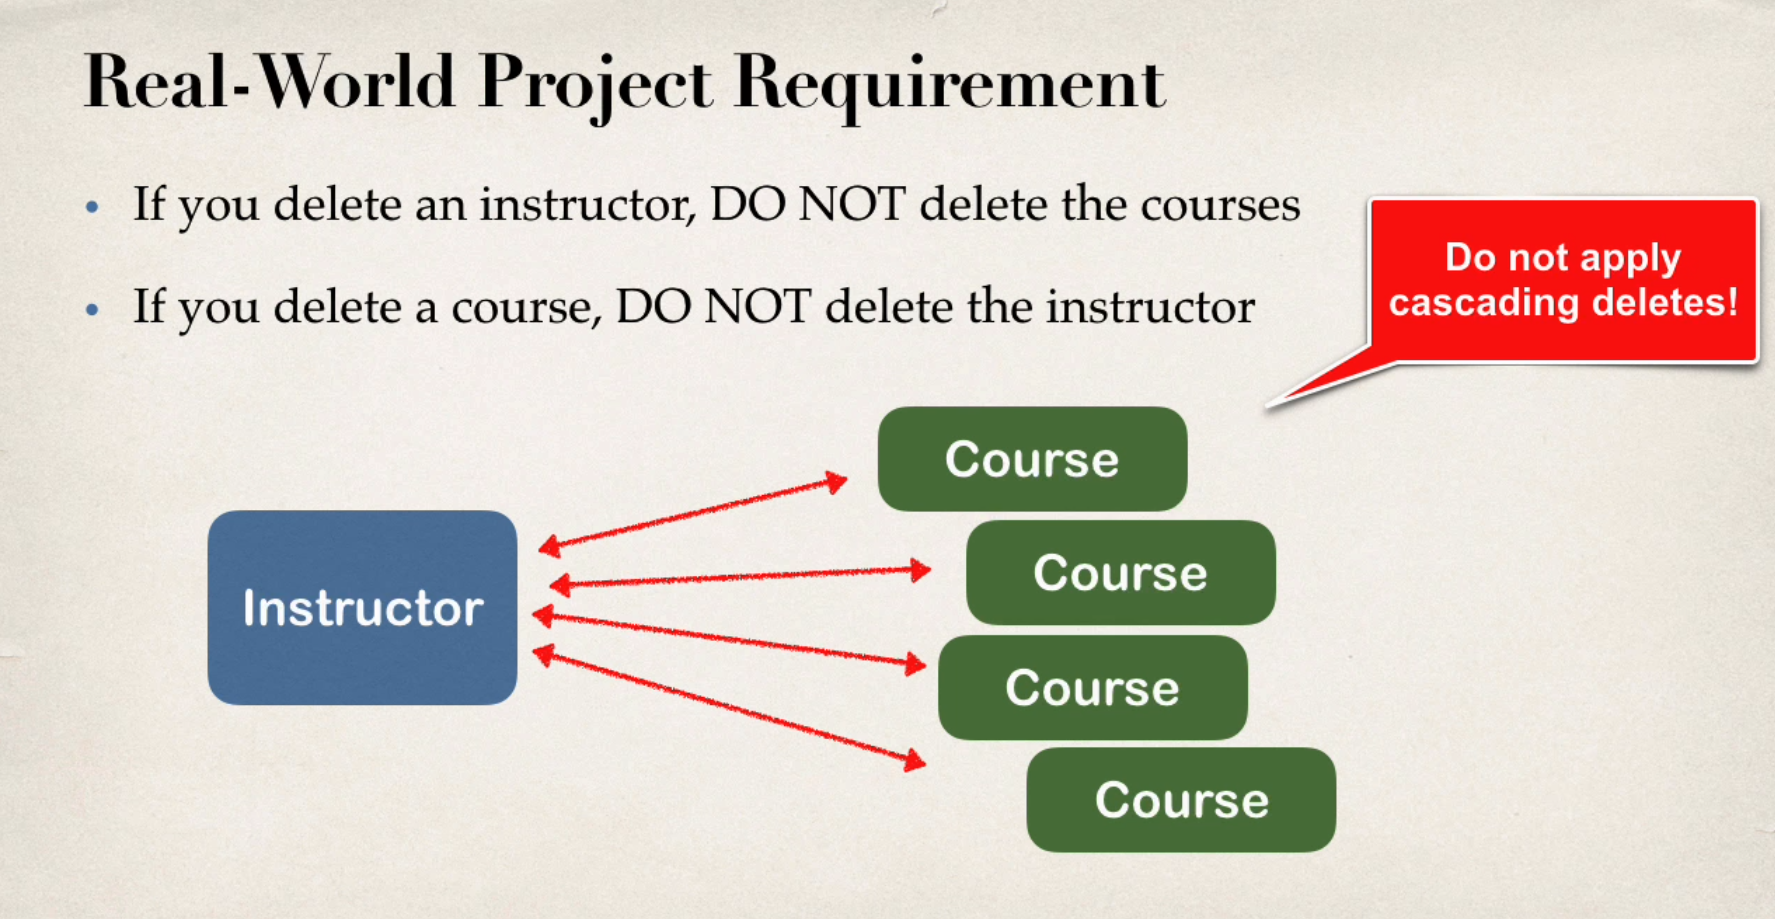 Real-World Project Requirement
• If you delete an instructor, DO NOT delete the courses
• If you delete a course, DO NOT delete the instructor
Do not apply
cascading deletes!
Course
Course
Instructor
Course
Course